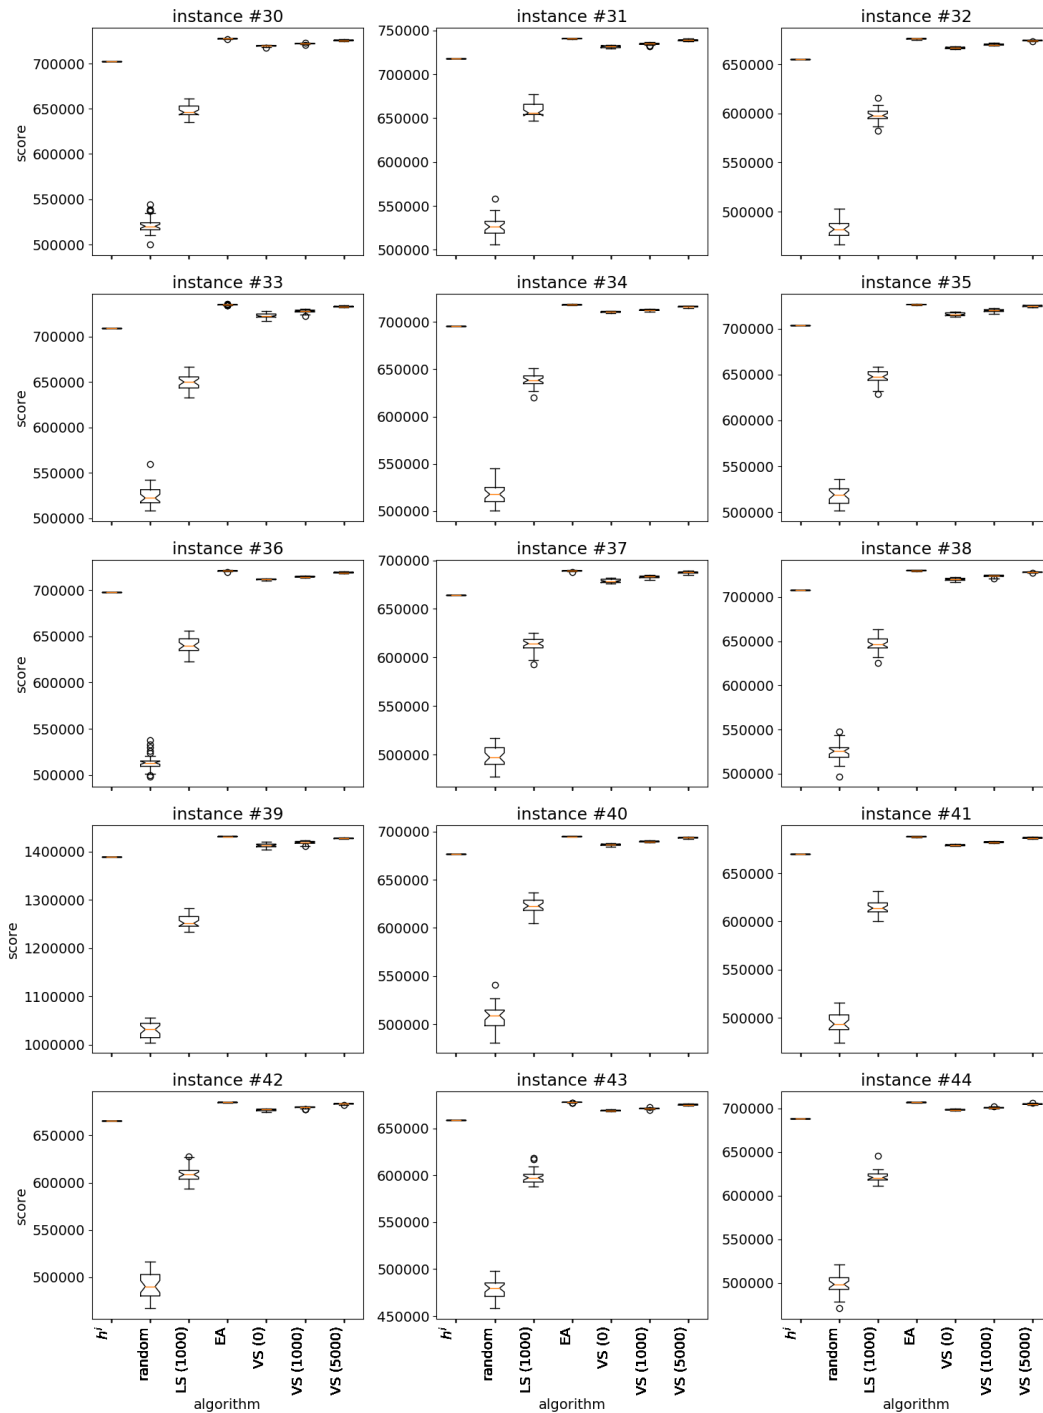 instance #30
instance #31
instance #32
700000
650000
600000
550000
500000
score
750000
700000
650000
600000
550000
500000
650000
600000
550000
500000
instance #33
instance #34
instance #35
700000
650000
600000
550000
500000
score
700000
650000
600000
550000
500000
700000
650000
600000
550000
500000
instance #36
instance #37
instance #38
700000
650000
600000
550000
500000
score
700000
650000
600000
550000
500000
700000
650000
600000
550000
500000
instance #39
instance #40
instance #41
1400000
1300000
1200000
1100000
1000000
score
700000
650000
600000
550000
500000
650000
600000
550000
500000
instance #42
instance #43
instance #44
650000
600000
550000
500000
score
650000
600000
550000
500000
450000
700000
650000
600000
550000
500000
hⁱ
random
LS (1000)
EA
VS (0)
VS (1000)
VS (5000)
algorithm
hⁱ
random
LS (1000)
EA
VS (0)
VS (1000)
VS (5000)
algorithm
hⁱ
random
LS (1000)
EA
VS (0)
VS (1000)
VS (5000)
algorithm